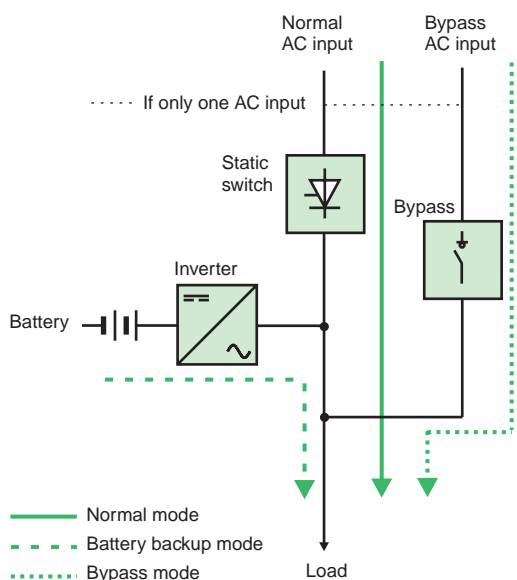 Normal
AC input
Bypass
AC input
If only one AC input
Static
switch
Bypass
Inverter
Battery
Normal mode
Battery backup mode
Bypass mode
Load